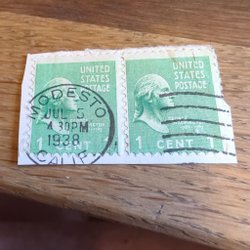 UNITED
STATES
POSTAGE
1 CENT 1
UNITED
STATES
POSTAGE
1 CENT 1
MODESTO
JUL 5
4 30PM
1938
CALIF.